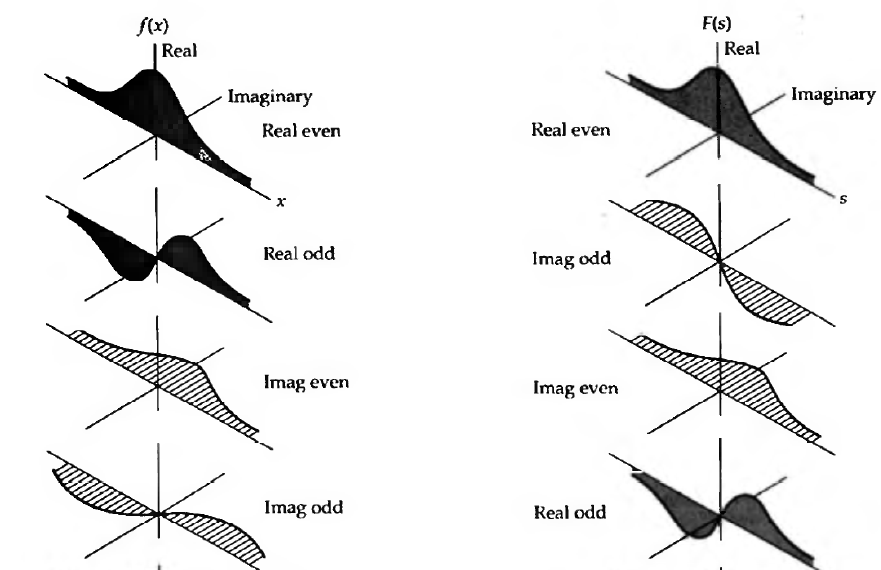 f(x)
Real
Imaginary
Real even
x
Real odd
Imag even
Imag odd
F(s)
Real
Imaginary
Real even
s
Imag odd
Imag even
Real odd